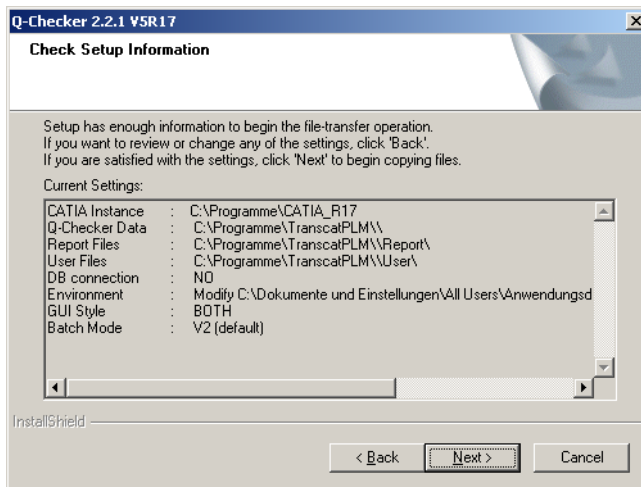 Q-Checker 2.2.1 V5R17
Check Setup Information
Setup has enough information to begin the file-transfer operation.
If you want to review or change any of the settings, click 'Back'.
If you are satisfied with the settings, click 'Next' to begin copying files.
Current Settings:
CATIA Instance : C:\Programme\CATIA_R17
Q-Checker Data : C:\Programme\TranscatPLM\\
Report Files : C:\Programme\TranscatPLM\\Report\
User Files : C:\Programme\TranscatPLM\\User\
DB connection : NO
Environment : Modify C:\Dokumente und Einstellungen\All Users\Anwendungsd
GUI Style : BOTH
Batch Mode : V2 (default)
InstallShield
< Back Next > Cancel